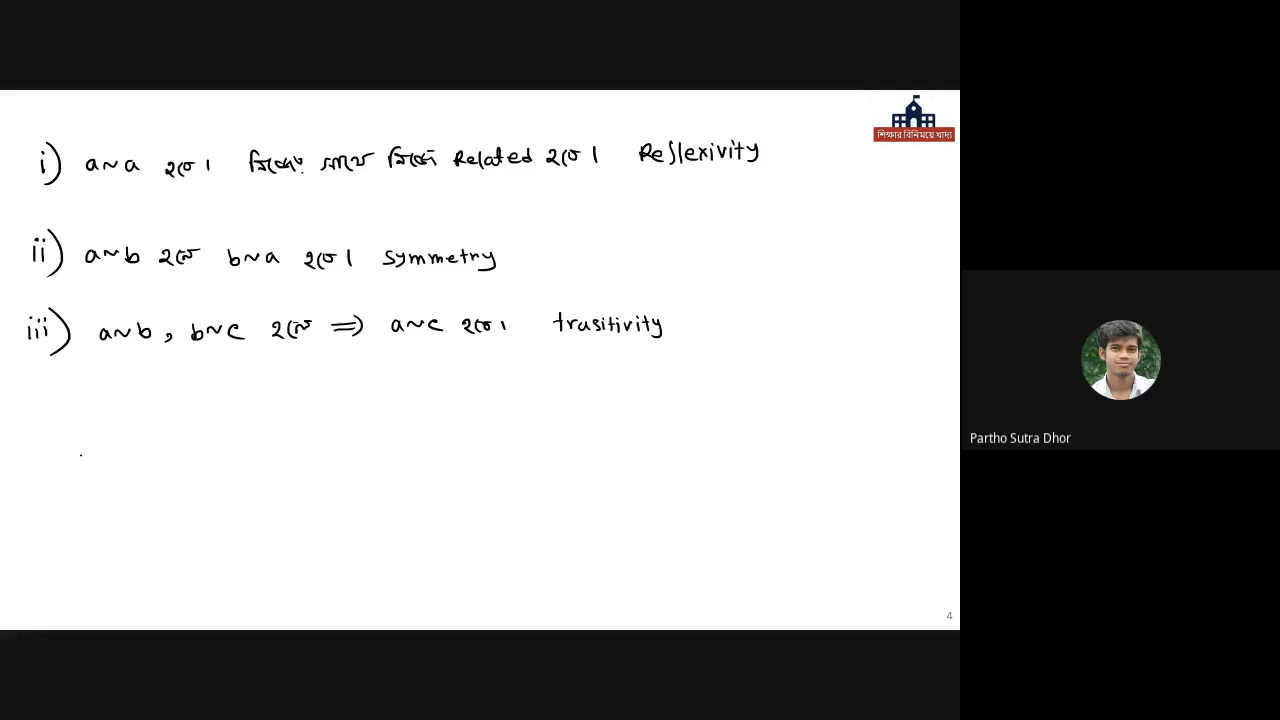 শিক্ষার বিনিময়ে খাদ্য
i) a~a হবে। নিজের সাথে নিজে Related হবে। Reflexivity
ii) a~b হলে b~a হবে। symmetry
iii) a~b, b~c হলে ⇒ a~c হবে। trasitivity
Partho Sutra Dhor
4